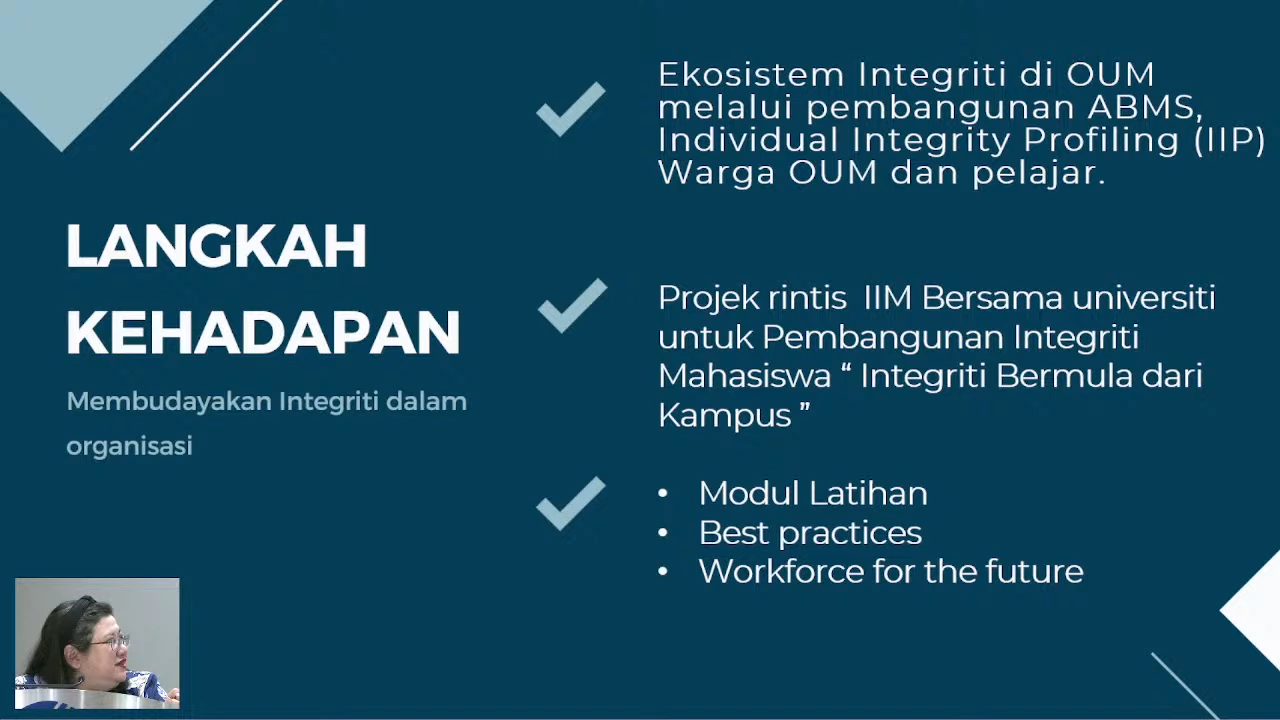 LANGKAH
KEHADAPAN
Membudayakan Integriti dalam
organisasi
Ekosistem Integriti di OUM
melalui pembangunan ABMS,
Individual Integrity Profiling (IIP)
Warga OUM dan pelajar.
Projek rintis  IIM Bersama universiti
untuk Pembangunan Integriti
Mahasiswa “ Integriti Bermula dari
Kampus ”
• Modul Latihan
• Best practices
• Workforce for the future